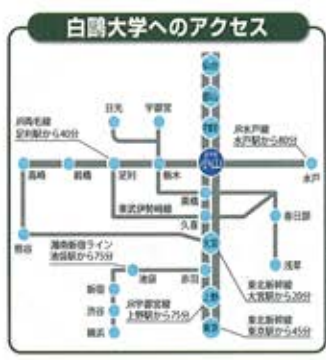 白鷗大学へのアクセス
仙台
郡山
日光
宇都宮
JR両毛線
足利駅から40分
JR水戸線
水戸駅から80分
小山
高崎
前橋
足利
栃木
水戸
栗橋
東武伊勢崎線
久喜
春日部
熊谷
湘南新宿ライン
池袋駅から75分
大宮
東北新幹線
大宮駅から20分
池袋
赤羽
浅草
新宿
JR宇都宮線
上野駅から75分
上野
渋谷
東北新幹線
東京駅から45分
横浜
東京